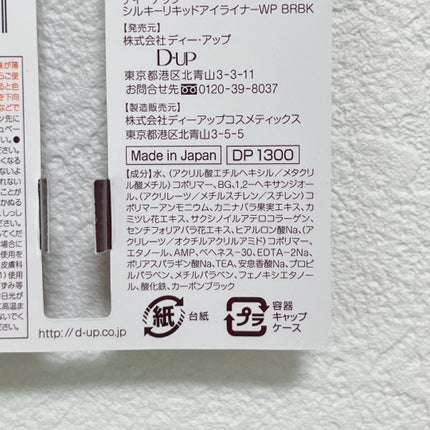 シルキーリキッドアイライナーWP BRBK
【発売元】
株式会社ディー・アップ
D-UP
東京都港区北青山3-3-11
お問合せ先 0120-39-8037
【製造販売元】
株式会社ディーアップコスメティックス
東京都港区北青山3-5-5
Made in Japan DP1300
【成分】水、(アクリル酸エチルヘキシル/メタクリ
ル酸メチル)コポリマー、BG、1,2-ヘキサンジオー
ル、(アクリレーツ/メチルスチレン/スチレン)コ
ポリマーアンモニウム、カニナバラ果実エキス、カ
ミツレ花エキス、サクシノイルアテロコラーゲン、
センチフォリアバラ花エキス、ヒアルロン酸Na、(ア
クリレーツ/オクチルアクリルアミド)コポリマー、
エタノール、AMP、ベヘネス-30、EDTA-2Na、
ポリアスパラギン酸Na、TEA、安息香酸Na、プロピ
ルパラベン、メチルパラベン、フェノキシエタノー
ル、酸化鉄、カーボンブラック
紙 台紙
プラ 容器
キャップ
ケース
http://d-up.co.jp